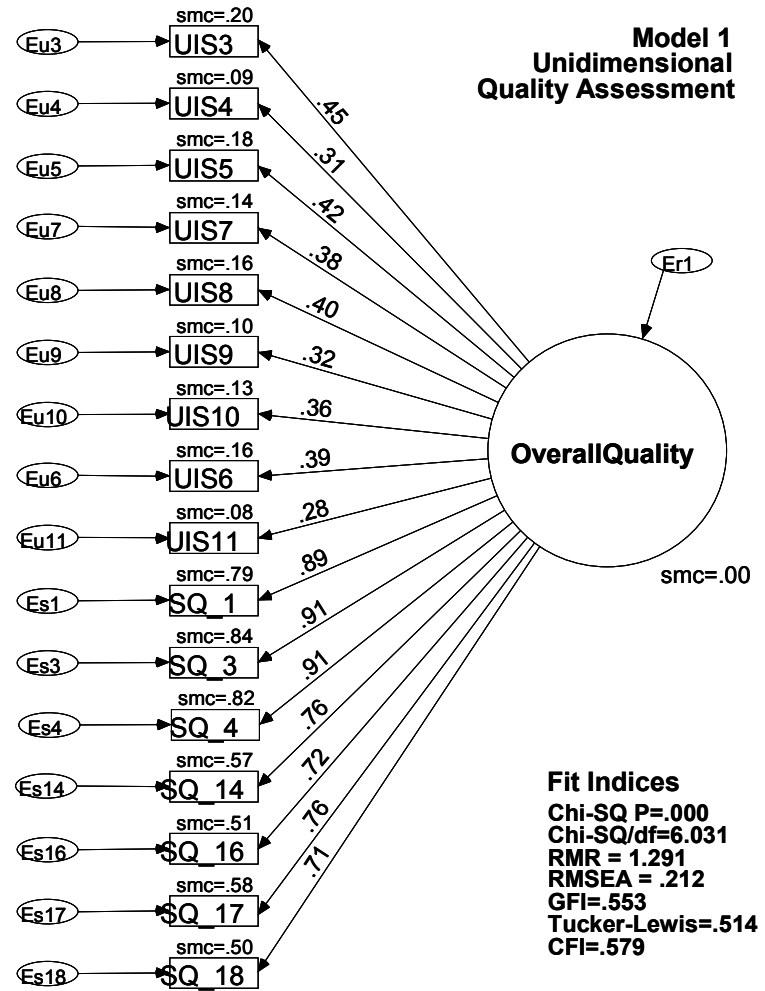 Model 1
Unidimensional
Quality Assessment
smc=.20
Eu3 UIS3 .45
smc=.09
Eu4 UIS4 .31
smc=.18
Eu5 UIS5 .42
smc=.14
Eu7 UIS7 .38
smc=.16
Eu8 UIS8 .40
smc=.10
Eu9 UIS9 .32
smc=.13
Eu10 UIS10 .36
smc=.16
Eu6 UIS6 .39
smc=.08
Eu11 UIS11 .28
smc=.79
Es1 SQ_1 .89
smc=.84
Es3 SQ_3 .91
smc=.82
Es4 SQ_4 .91
smc=.57
Es14 SQ_14 .76
smc=.51
Es16 SQ_16 .72
smc=.58
Es17 SQ_17 .76
smc=.50
Es18 SQ_18 .71
Er1
OverallQuality
smc=.00
Fit Indices
Chi-SQ P=.000
Chi-SQ/df=6.031
RMR = 1.291
RMSEA = .212
GFI=.553
Tucker-Lewis=.514
CFI=.579